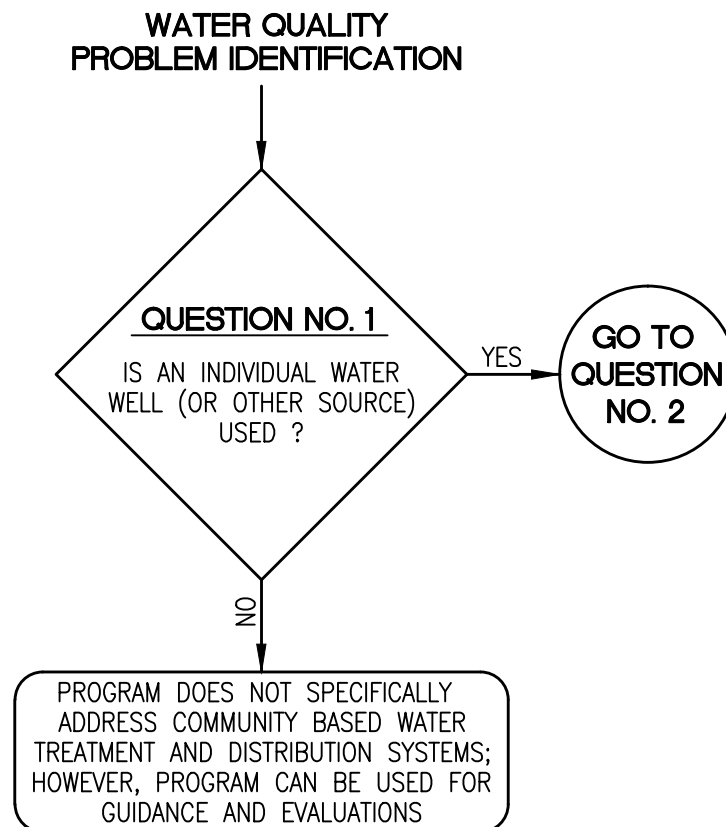 WATER QUALITY
PROBLEM IDENTIFICATION
QUESTION NO. 1
IS AN INDIVIDUAL WATER
WELL (OR OTHER SOURCE)
USED ?
YES
GO TO
QUESTION
NO. 2
NO
PROGRAM DOES NOT SPECIFICALLY
ADDRESS COMMUNITY BASED WATER
TREATMENT AND DISTRIBUTION SYSTEMS;
HOWEVER, PROGRAM CAN BE USED FOR
GUIDANCE AND EVALUATIONS